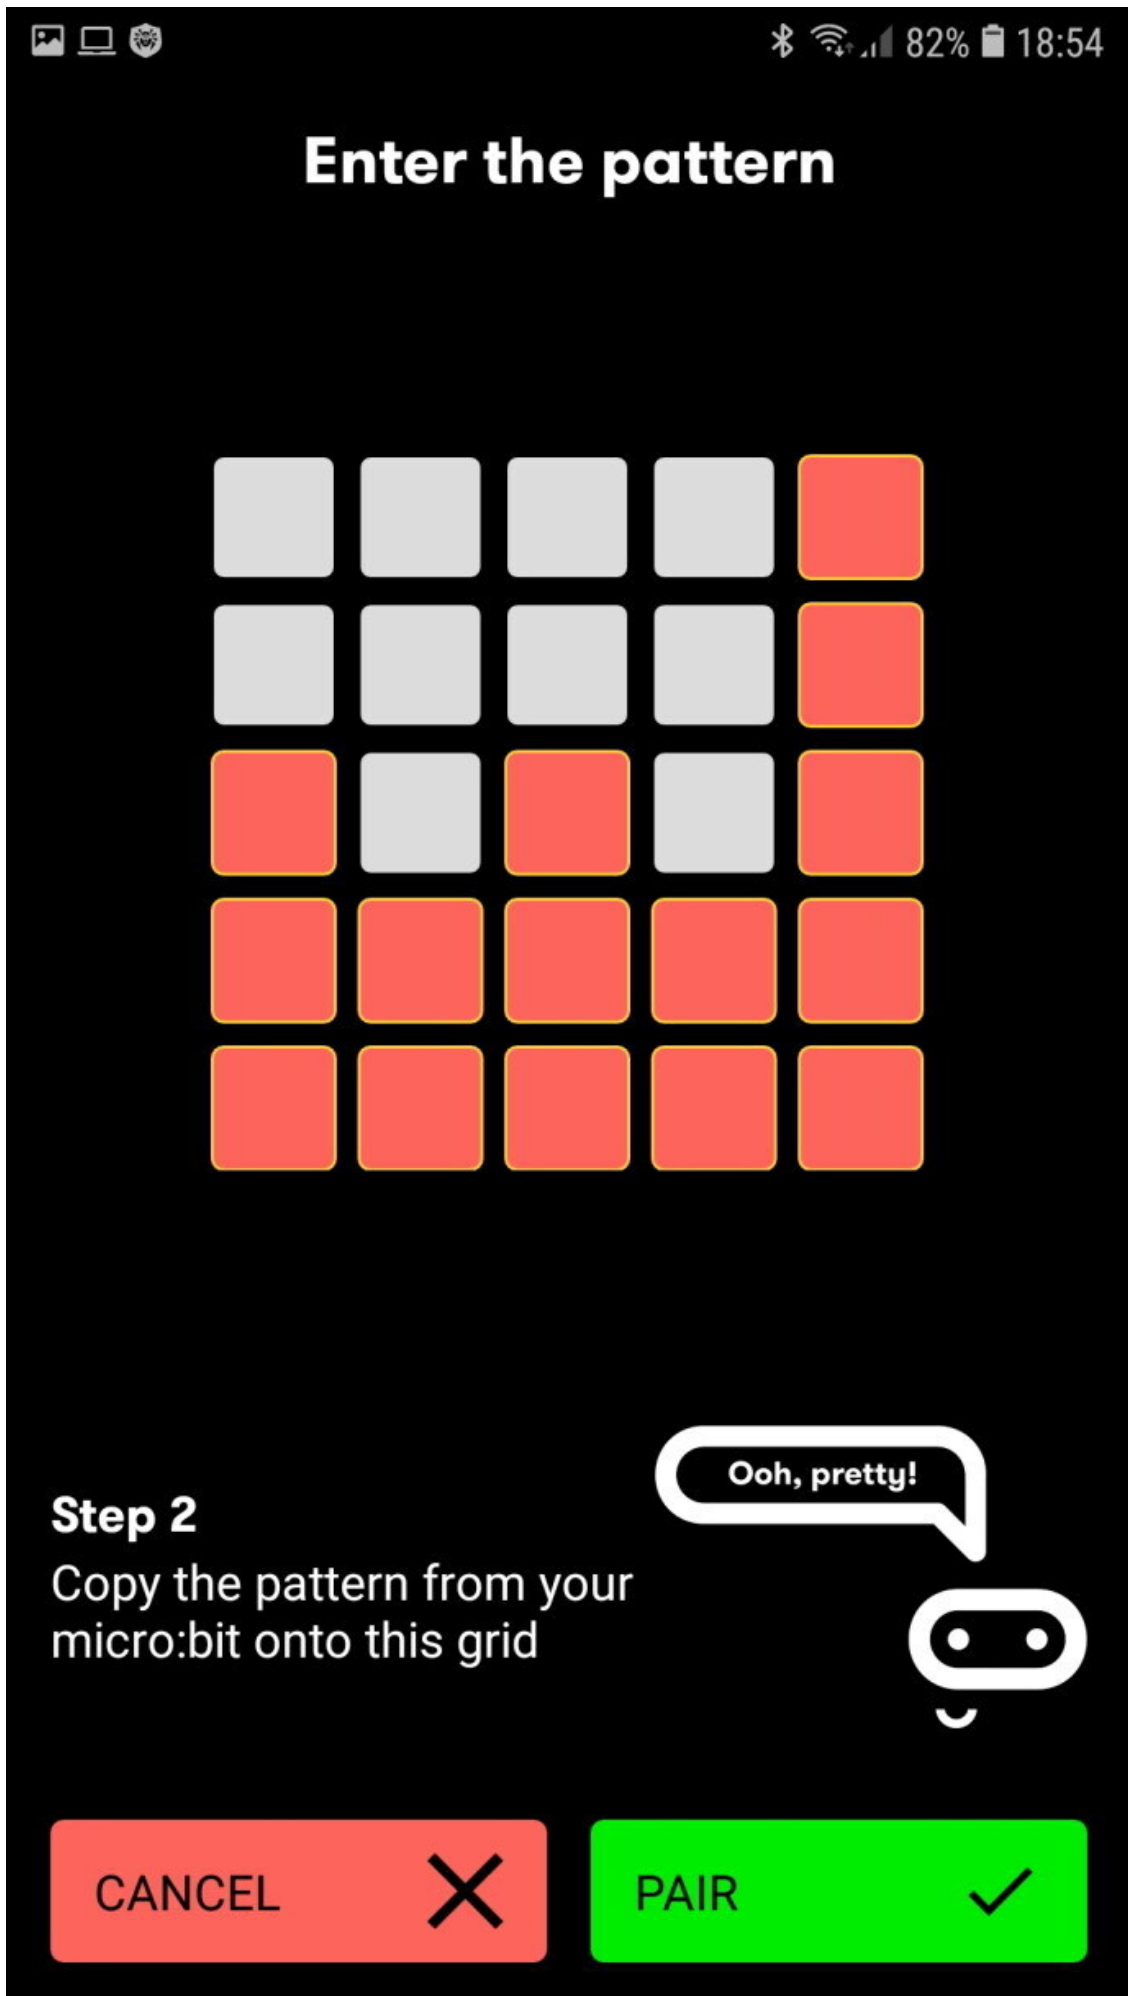 82% 18:54
Enter the pattern
Ooh, pretty!
Step 2
Copy the pattern from your
micro:bit onto this grid
CANCEL
PAIR